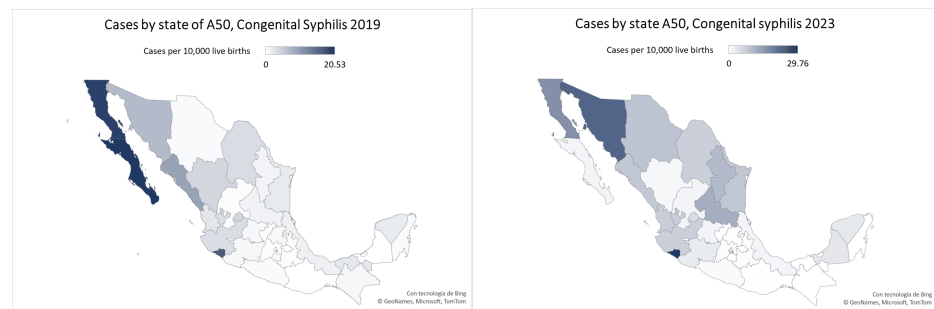 Cases by state of A50, Congenital Syphilis 2019
Cases per 10,000 live births
0
20.53
Con tecnología de Bing
© GeoNames, Microsoft, TomTom
Cases by state A50, Congenital syphilis 2023
Cases per 10,000 live births
0
29.76
Con tecnología de Bing
© GeoNames, Microsoft, TomTom